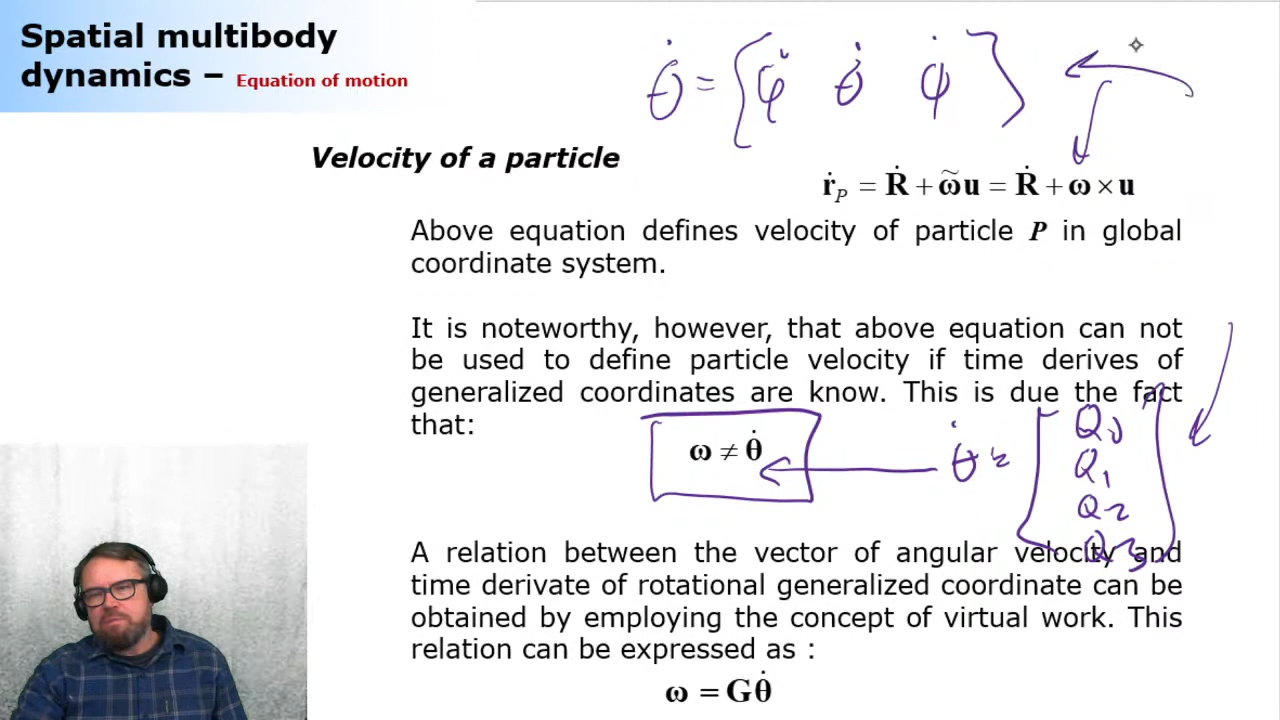 Spatial multibody
dynamics – Equation of motion
θ̇ = [φ̇ θ̇ ψ̇]
Velocity of a particle
ṙ_P = Ṙ + ω̃u = Ṙ + ω × u
Above equation defines velocity of particle P in global
coordinate system.
It is noteworthy, however, that above equation can not
be used to define particle velocity if time derives of
generalized coordinates are know. This is due the fact
that:
ω ≠ θ̇
θ̇ =
Q0
Q1
Q2
Q3
A relation between the vector of angular velocity and
time derivate of rotational generalized coordinate can be
obtained by employing the concept of virtual work. This
relation can be expressed as :
ω = Gθ̇